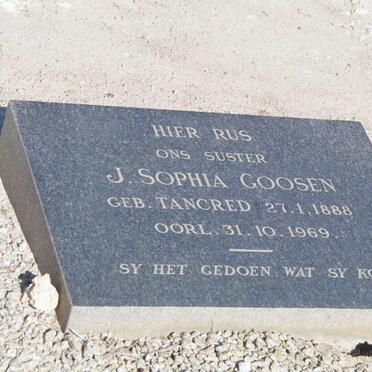 HIER RUS
ONS SUSTER
J. SOPHIA GOOSEN
GEB. TANCRED 27.1.1888
OORL. 31.10.1969.
SY HET GEDOEN WAT SY